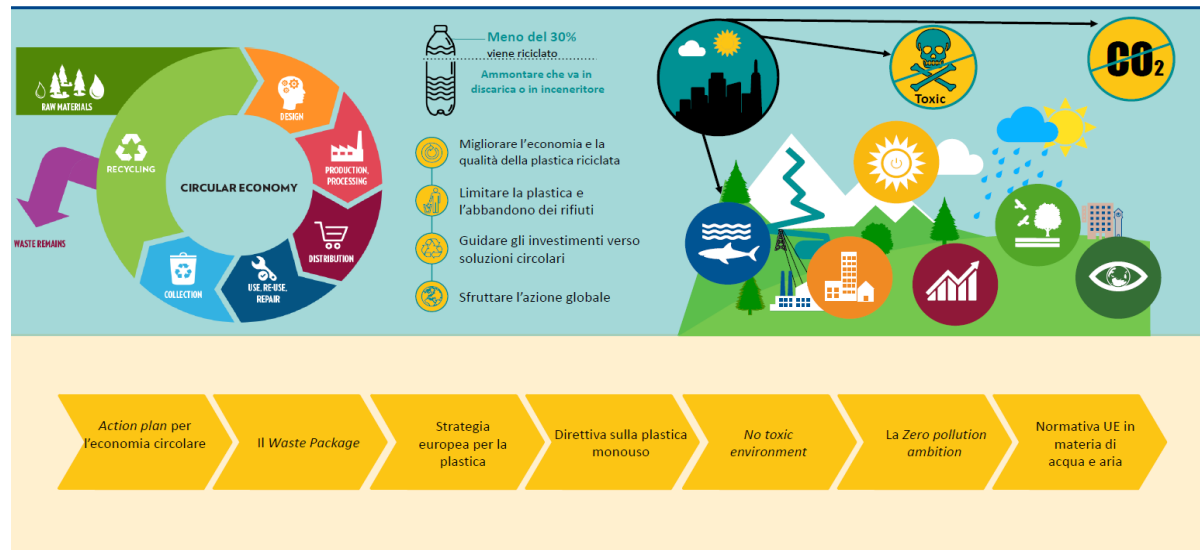 RAW MATERIALS
RECYCLING
WASTE REMAINS
CIRCULAR ECONOMY
DESIGN
PRODUCTION,
PROCESSING
DISTRIBUTION
USE, RE-USE,
REPAIR
COLLECTION
Meno del 30%
viene riciclato
Ammontare che va in
discarica o in inceneritore
Migliorare l'economia e la
qualità della plastica riciclata
Limitare la plastica e
l'abbandono dei rifiuti
Guidare gli investimenti verso
soluzioni circolari
Sfruttare l'azione globale
Toxic
CO2
Action plan per
l'economia circolare
Il Waste Package
Strategia
europea per la
plastica
Direttiva sulla plastica
monouso
No toxic
environment
La Zero pollution
ambition
Normativa UE in
materia di
acqua e aria